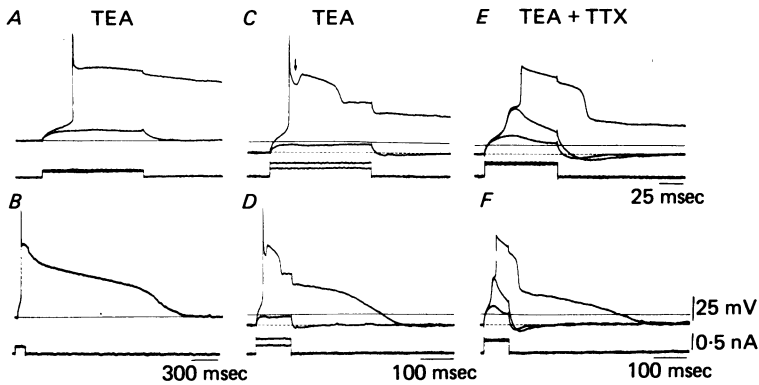 A TEA
C TEA
E TEA + TTX
25 msec
B
D
F
25 mV
0·5 nA
300 msec
100 msec
100 msec